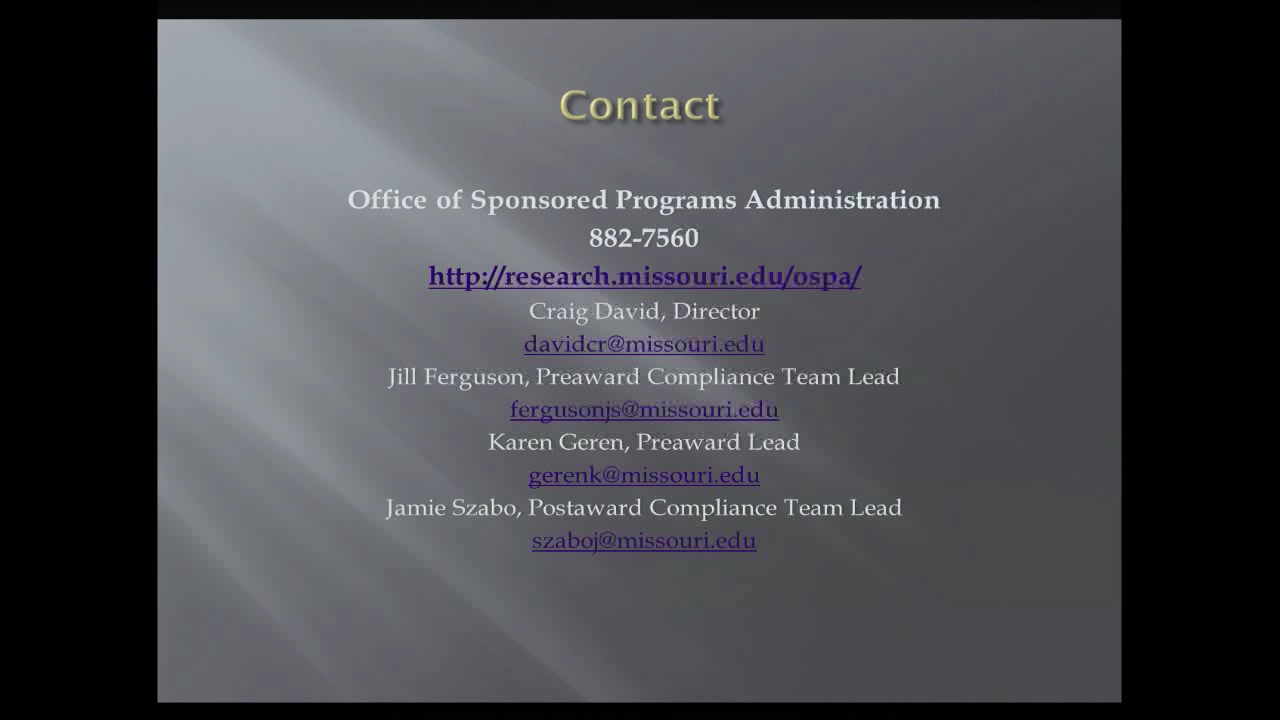 Contact
Office of Sponsored Programs Administration
882-7560
http://research.missouri.edu/ospa/
Craig David, Director
davidcr@missouri.edu
Jill Ferguson, Preaward Compliance Team Lead
fergusonjs@missouri.edu
Karen Geren, Preaward Lead
gerenk@missouri.edu
Jamie Szabo, Postaward Compliance Team Lead
szaboj@missouri.edu